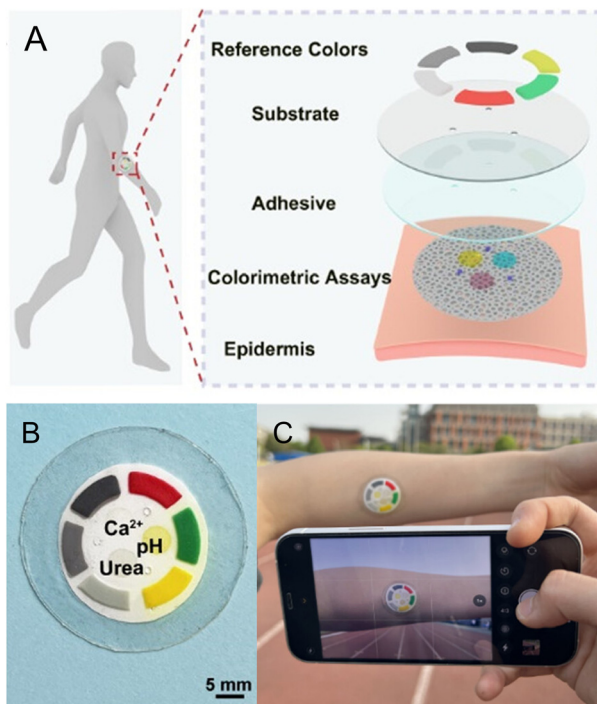 A
Reference Colors
Substrate
Adhesive
Colorimetric Assays
Epidermis
B
Ca²⁺
pH
Urea
5 mm
C